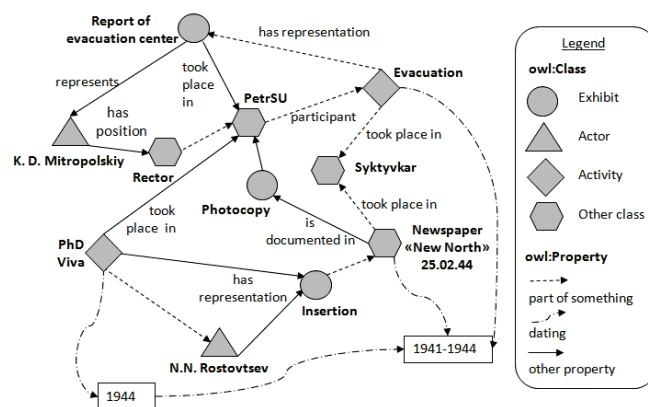 Report of
evacuation center
has representation
Legend
owl:Class
Exhibit
Actor
Activity
Other class
owl:Property
part of something
dating
other property
represents
took
place
in
Evacuation
has
position
PetrSU
participant
took place in
K. D. Mitropolskiy
Rector
Syktyvkar
took
place in
Photocopy
took place in
is
documented in
PhD
Viva
Newspaper
«New North»
25.02.44
has
representation
Insertion
N.N. Rostovtsev
1941-1944
1944